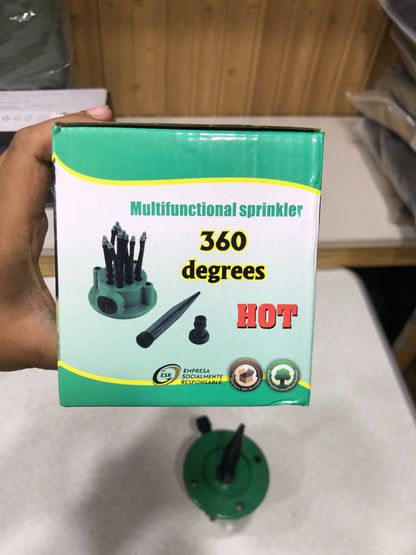 Multifunctional sprinkler
360
degrees
HOT
ESR
EMPRESA
SOCIALMENTE
RESPONSABLE